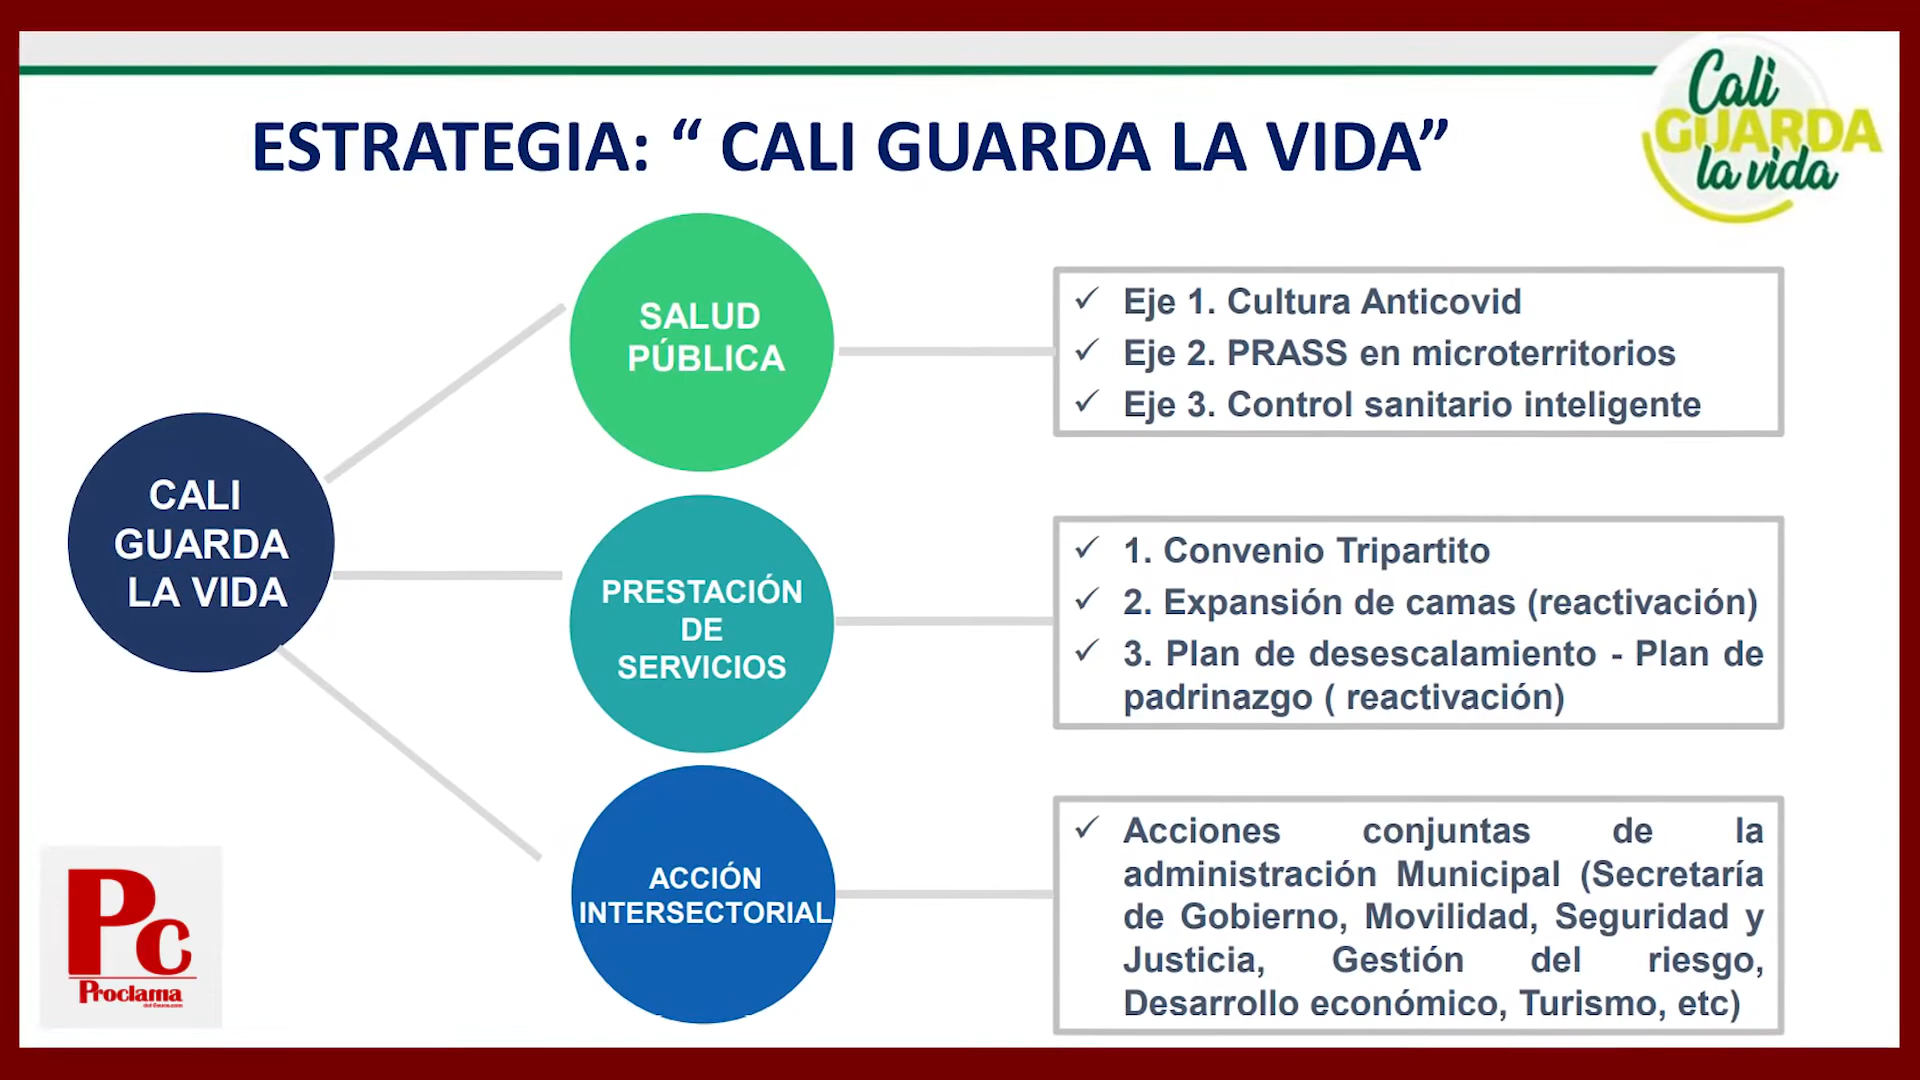 Cali
GUARDA
la vida
ESTRATEGIA: “ CALI GUARDA LA VIDA”
CALI
GUARDA
LA VIDA
SALUD
PÚBLICA
✓ Eje 1. Cultura Anticovid
✓ Eje 2. PRASS en microterritorios
✓ Eje 3. Control sanitario inteligente
PRESTACIÓN
DE
SERVICIOS
✓ 1. Convenio Tripartito
✓ 2. Expansión de camas (reactivación)
✓ 3. Plan de desescalamiento - Plan de
padrinazgo ( reactivación)
ACCIÓN
INTERSECTORIAL
✓ Acciones conjuntas de la
administración Municipal (Secretaría
de Gobierno, Movilidad, Seguridad y
Justicia, Gestión del riesgo,
Desarrollo económico, Turismo, etc)
Pc
Proclama
del Cauca.com